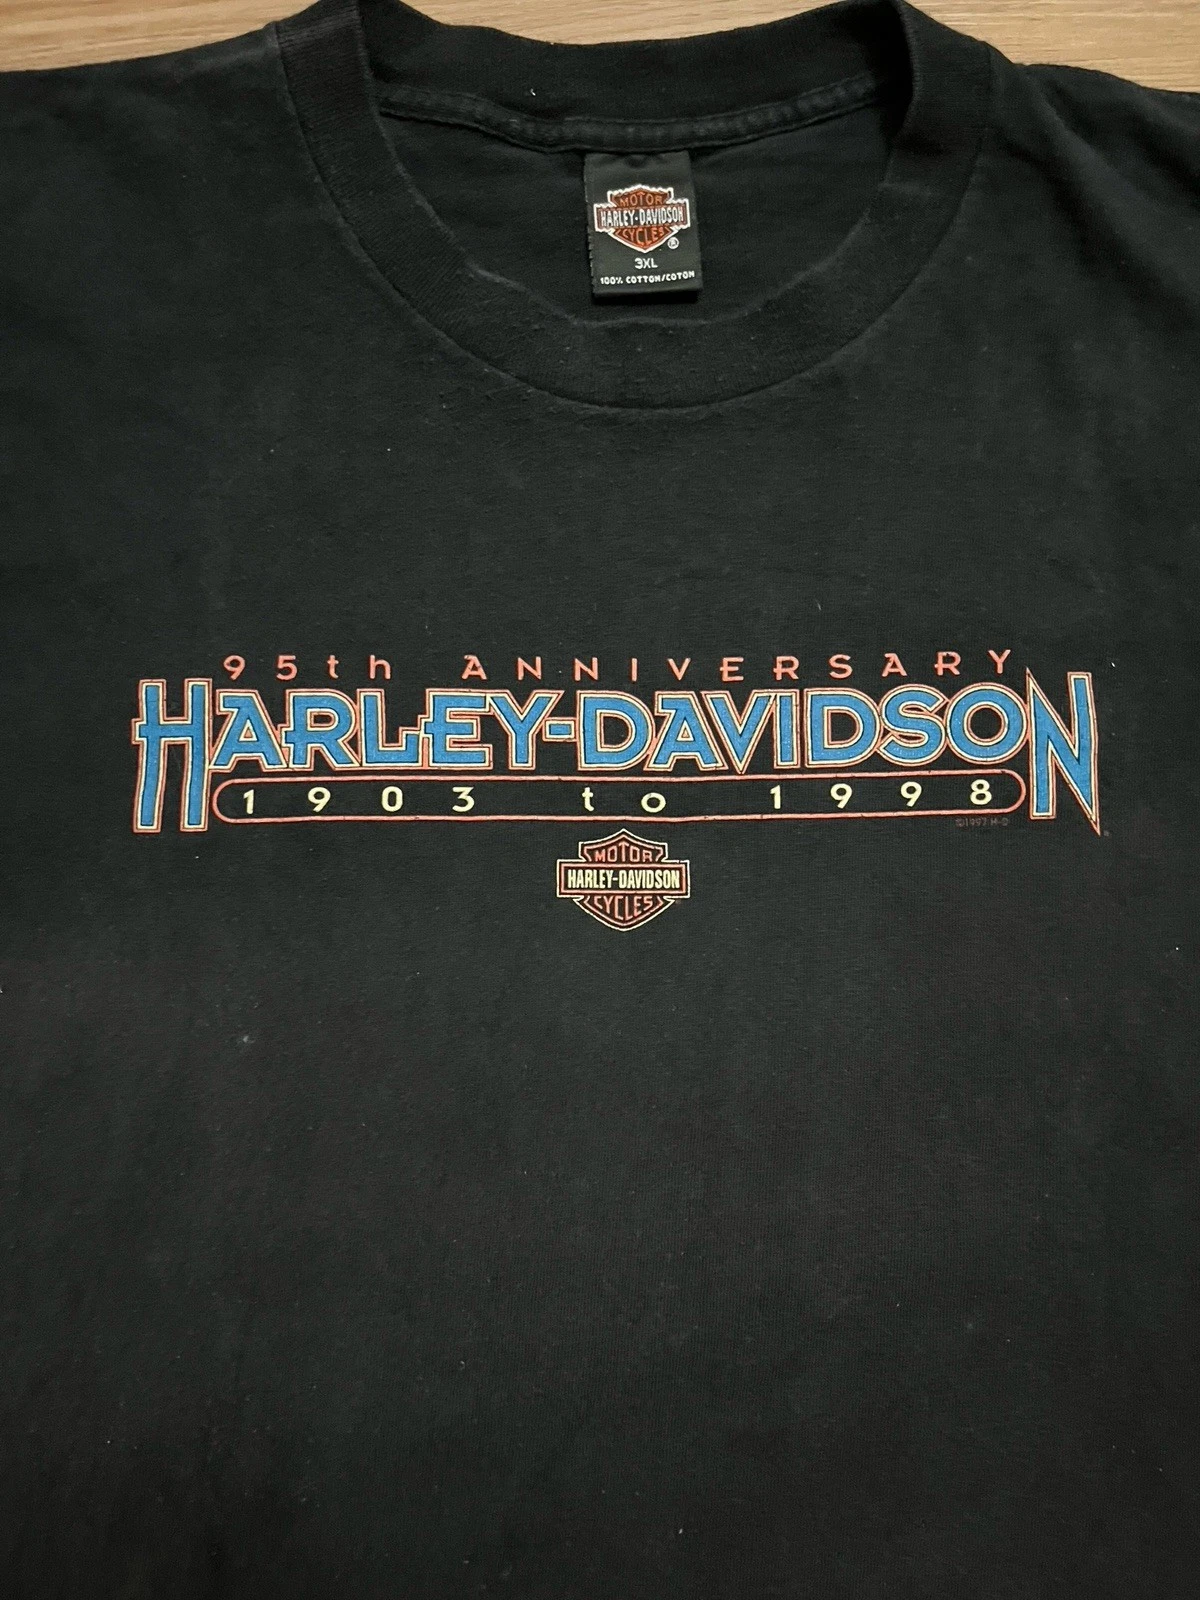 MOTOR
HARLEY-DAVIDSON
CYCLES
®
3XL
100% COTTON/COTON
95th ANNIVERSARY
HARLEY-DAVIDSON
1903 to 1998
©1997 H-D
MOTOR
HARLEY-DAVIDSON
CYCLES